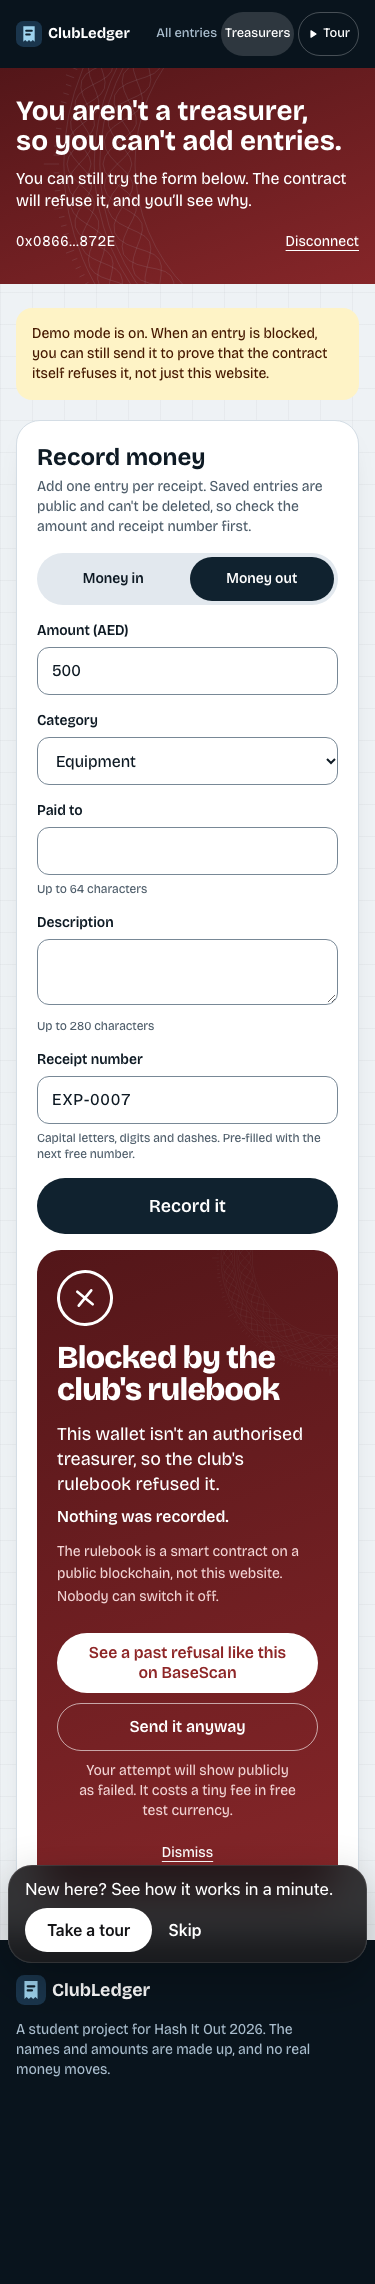 ClubLedger
All entries
Treasurers
Tour
You aren't a treasurer,
so you can't add entries.
You can still try the form below. The contract
will refuse it, and you’ll see why.
0x0866…872E
Disconnect
Demo mode is on. When an entry is blocked,
you can still send it to prove that the contract
itself refuses it, not just this website.
Record money
Add one entry per receipt. Saved entries are
public and can't be deleted, so check the
amount and receipt number first.
Money in
Money out
Amount (AED)
500
Category
Equipment
Paid to
Up to 64 characters
Description
Up to 280 characters
Receipt number
EXP-0007
Capital letters, digits and dashes. Pre-filled with the
next free number.
Record it
Blocked by the
club's rulebook
This wallet isn't an authorised
treasurer, so the club's
rulebook refused it.
Nothing was recorded.
The rulebook is a smart contract on a
public blockchain, not this website.
Nobody can switch it off.
See a past refusal like this
on BaseScan
Send it anyway
Your attempt will show publicly
as failed. It costs a tiny fee in free
test currency.
Dismiss
New here? See how it works in a minute.
Take a tour
Skip
ClubLedger
A student project for Hash It Out 2026. The
names and amounts are made up, and no real
money moves.